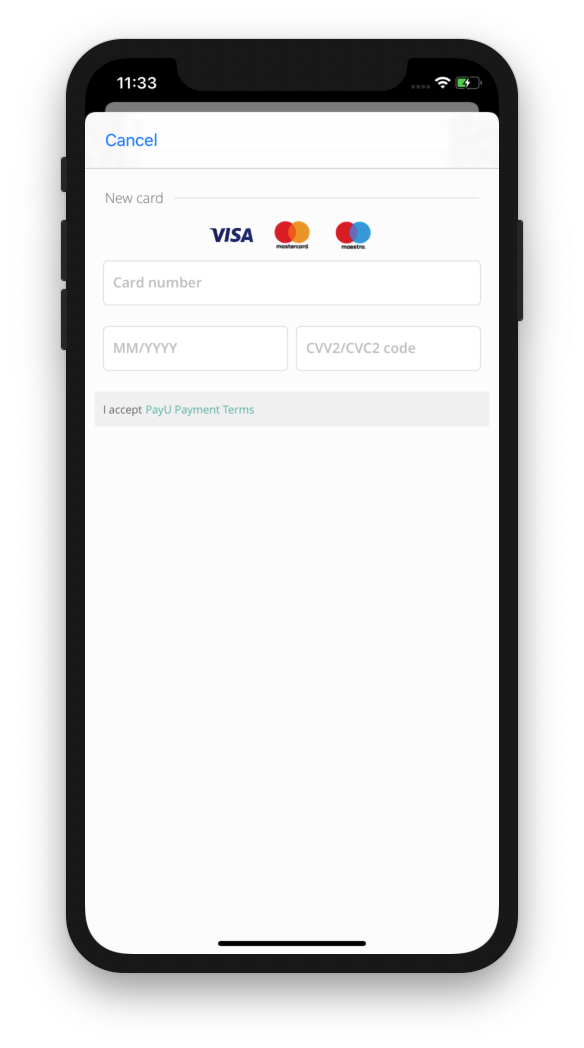 11:33
Cancel
New card
VISA
mastercard.
maestro.
Card number
MM/YYYY
CVV2/CVC2 code
I accept PayU Payment Terms